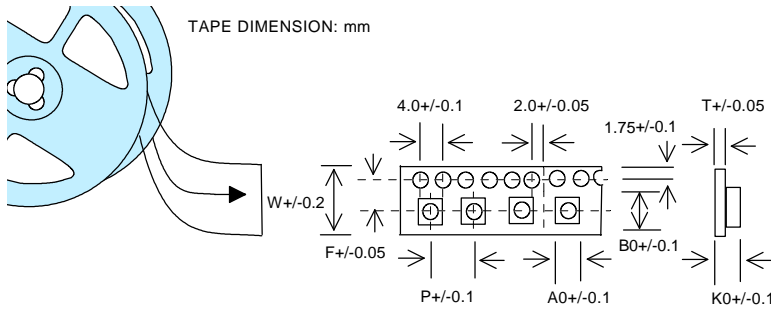 TAPE DIMENSION: mm
4.0+/-0.1
2.0+/-0.05
T+/-0.05
1.75+/-0.1
W+/-0.2
F+/-0.05
B0+/-0.1
P+/-0.1
A0+/-0.1
K0+/-0.1